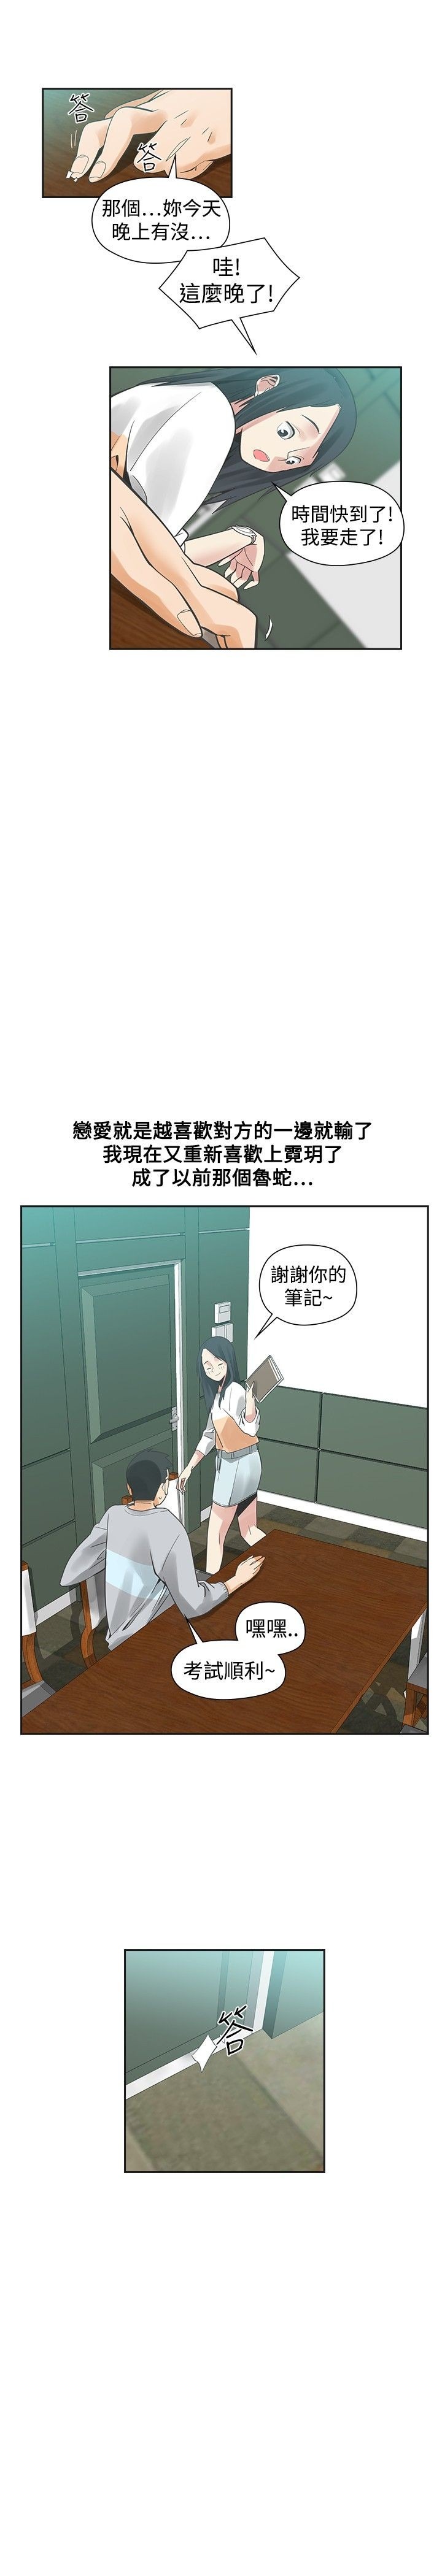 答
答
那個...妳今天
晚上有沒...
哇!
這麼晚了!
時間快到了!
我要走了!
戀愛就是越喜歡對方的一邊就輸了
我現在又重新喜歡上霓玥了
成了以前那個魯蛇...
謝謝你的
筆記~
嘿嘿..
考試順利~
答